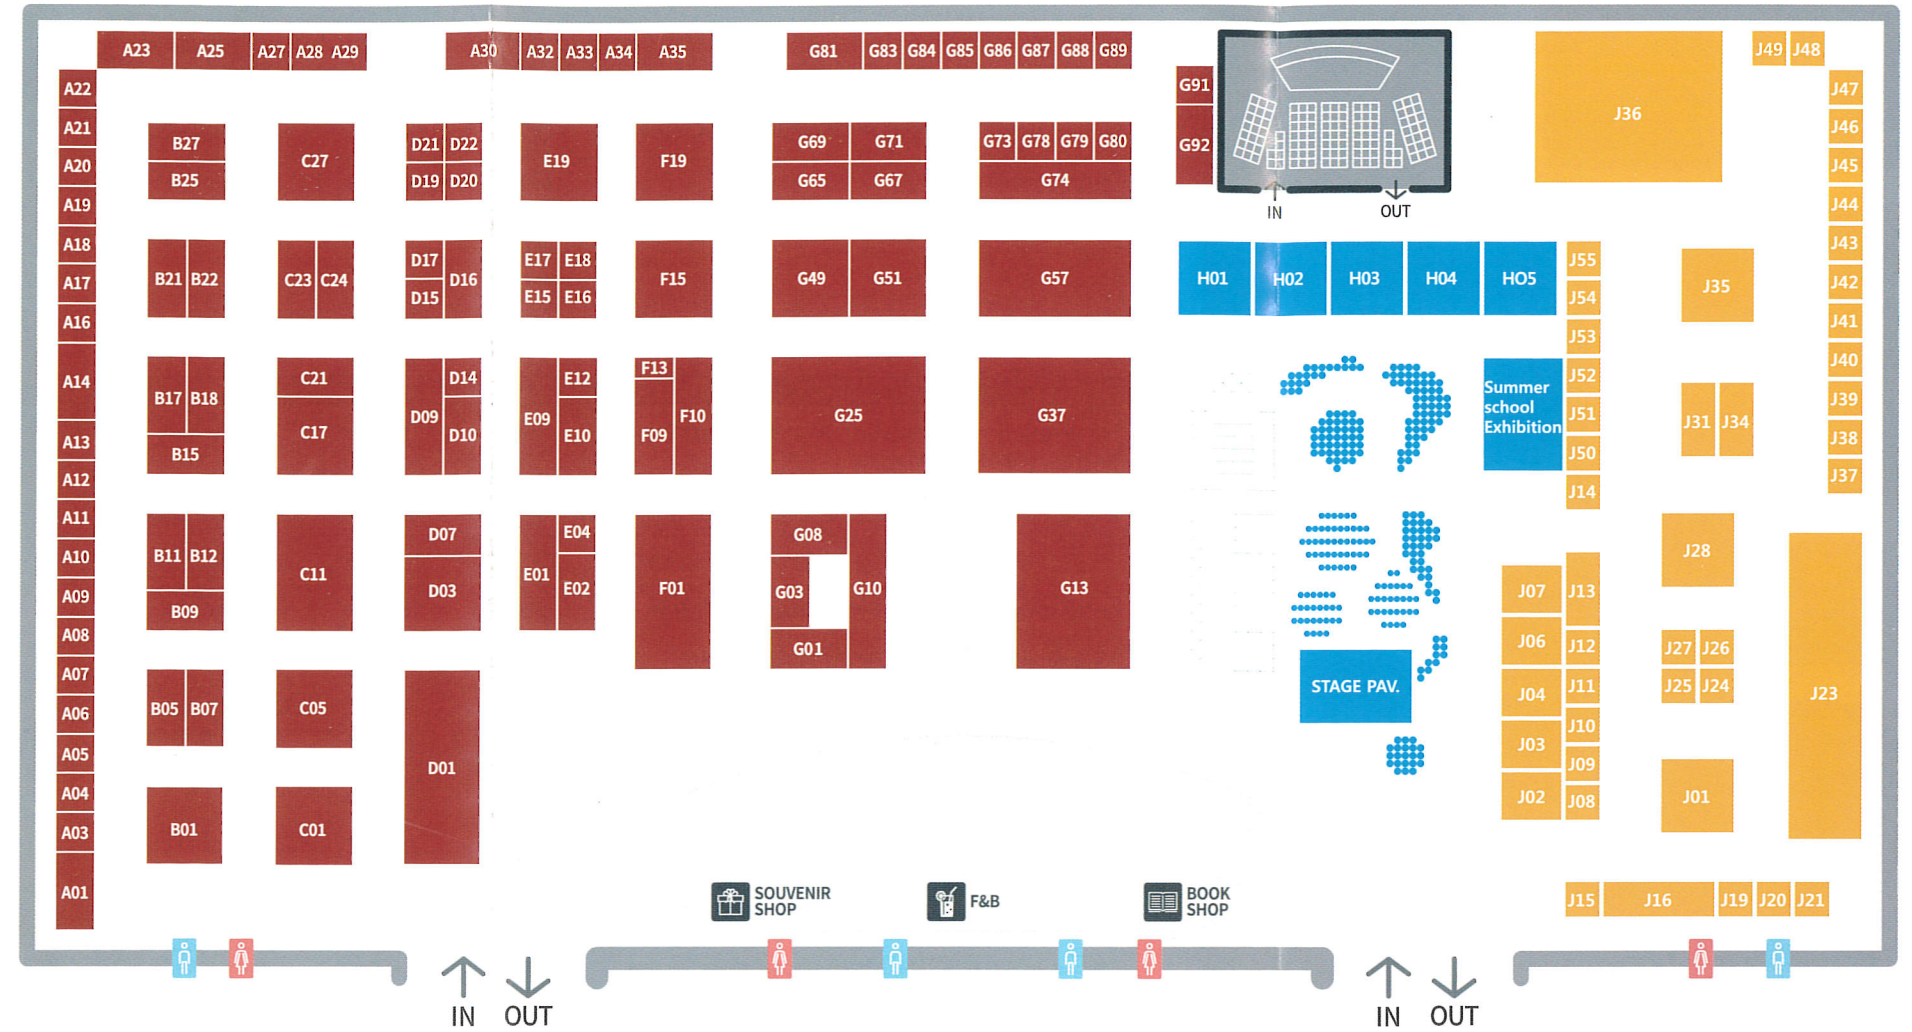 A23 A25 A27 A28 A29 A30 A32 A33 A34 A35 G81 G83 G84 G85 G86 G87 G88 G89 J49 J48
A22 G91 J47
A21 J36 J46
B27 D21 D22 G69 G71 G73 G78 G79 G80 G92
A20 C27 E19 F19 J45
B25 D19 D20 G65 G67 G74
A19 J44
IN OUT
A18 J43
D17 E17 E18 J55
A17 B21 B22 C23 C24 D16 F15 G49 G51 G57 H01 H02 H03 H04 HO5 J35 J42
D15 E15 E16 J54
A16 J53 J41
F13 J40
A14 C21 D14 E12 J52
Summer
school
Exhibition
B17 B18 J39
D09 E09 F10 G25 G37 J51 J31 J34
A13 C17 D10 E10 F09 J38
B15 J50
A12 J14 J37
A11
D07 E04 G08
A10 B11 B12 J28
C11 E01
A09 D03 E02 F01 G03 G10 G13 J07 J13
B09
A08 J06 J12 J27 J26
G01
A07
STAGE PAV. J04 J11 J25 J24 J23
A06 B05 B07 C05
J10
A05 J03
D01 J09
A04 J02 J08 J01
A03 B01 C01
A01
SOUVENIR
SHOP
F&B
BOOK
SHOP
J15 J16 J19 J20 J21
IN OUT IN OUT